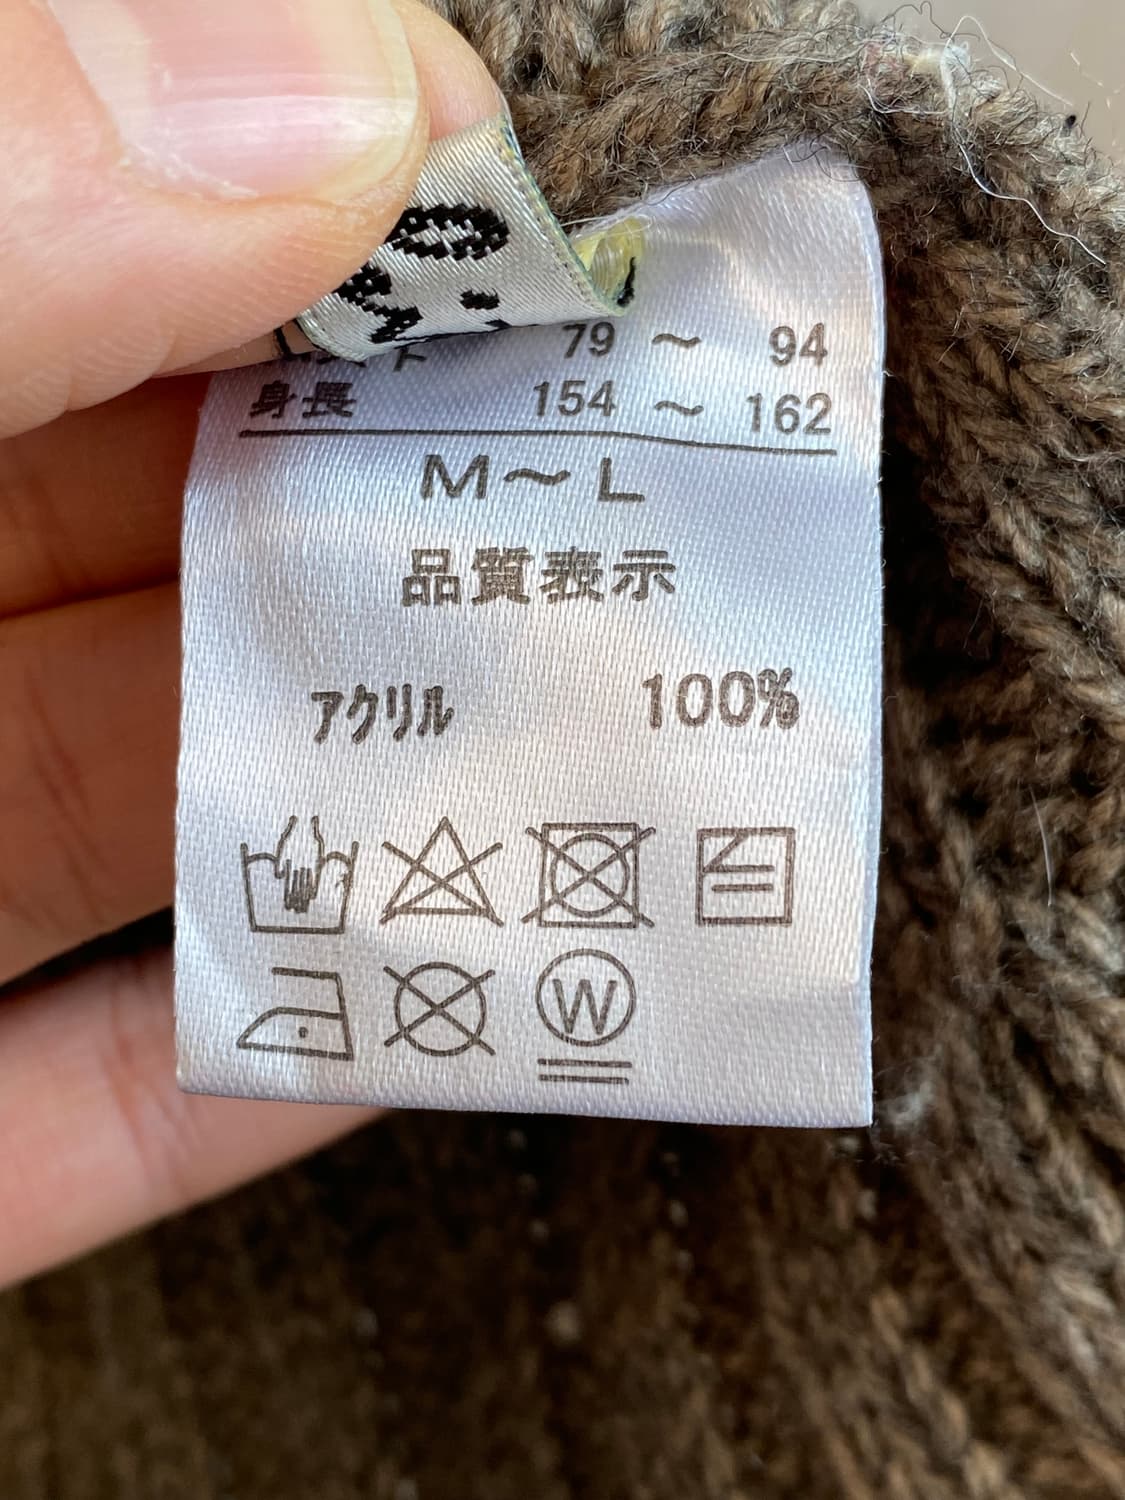 79 ～ 94
身長 154 ～ 162
M～L
品質表示
アクリル 100%
W